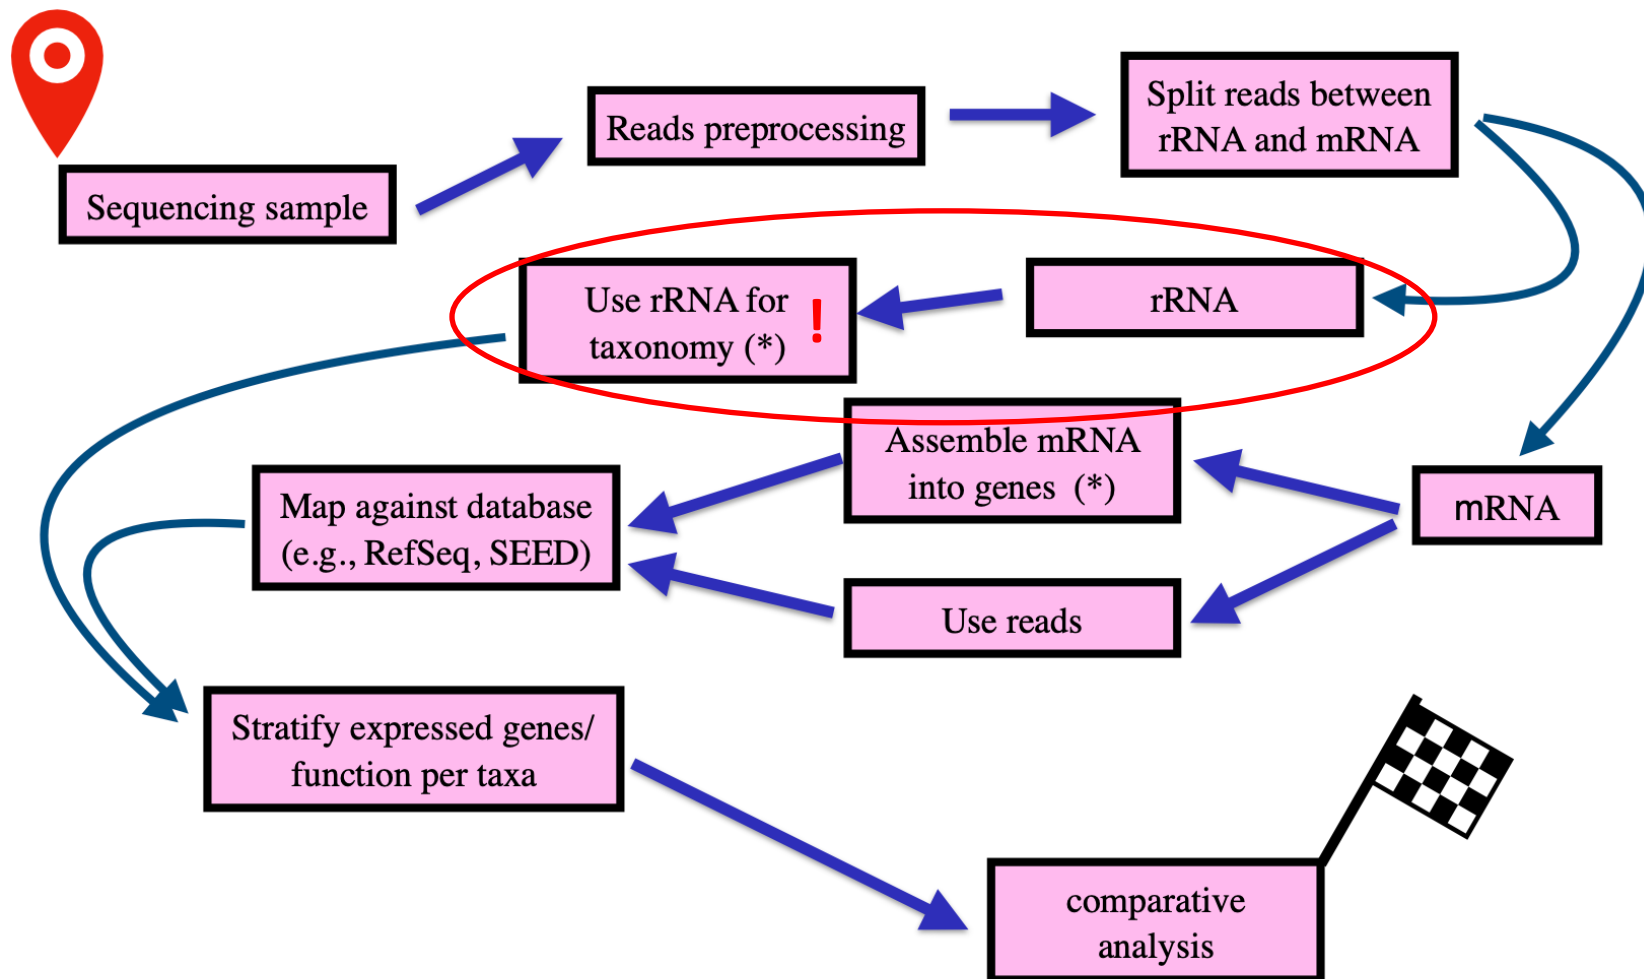 Sequencing sample
Reads preprocessing
Split reads between
rRNA and mRNA
rRNA
Use rRNA for
taxonomy (*) !
Assemble mRNA
into genes (*)
mRNA
Use reads
Map against database
(e.g., RefSeq, SEED)
Stratify expressed genes/
function per taxa
comparative
analysis